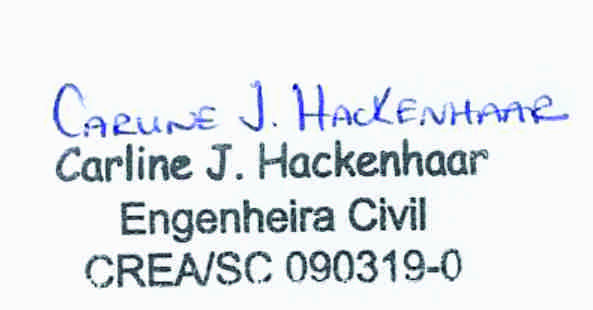 CARLINE J. HACKENHAAR
Carline J. Hackenhaar
Engenheira Civil
CREA/SC 090319-0